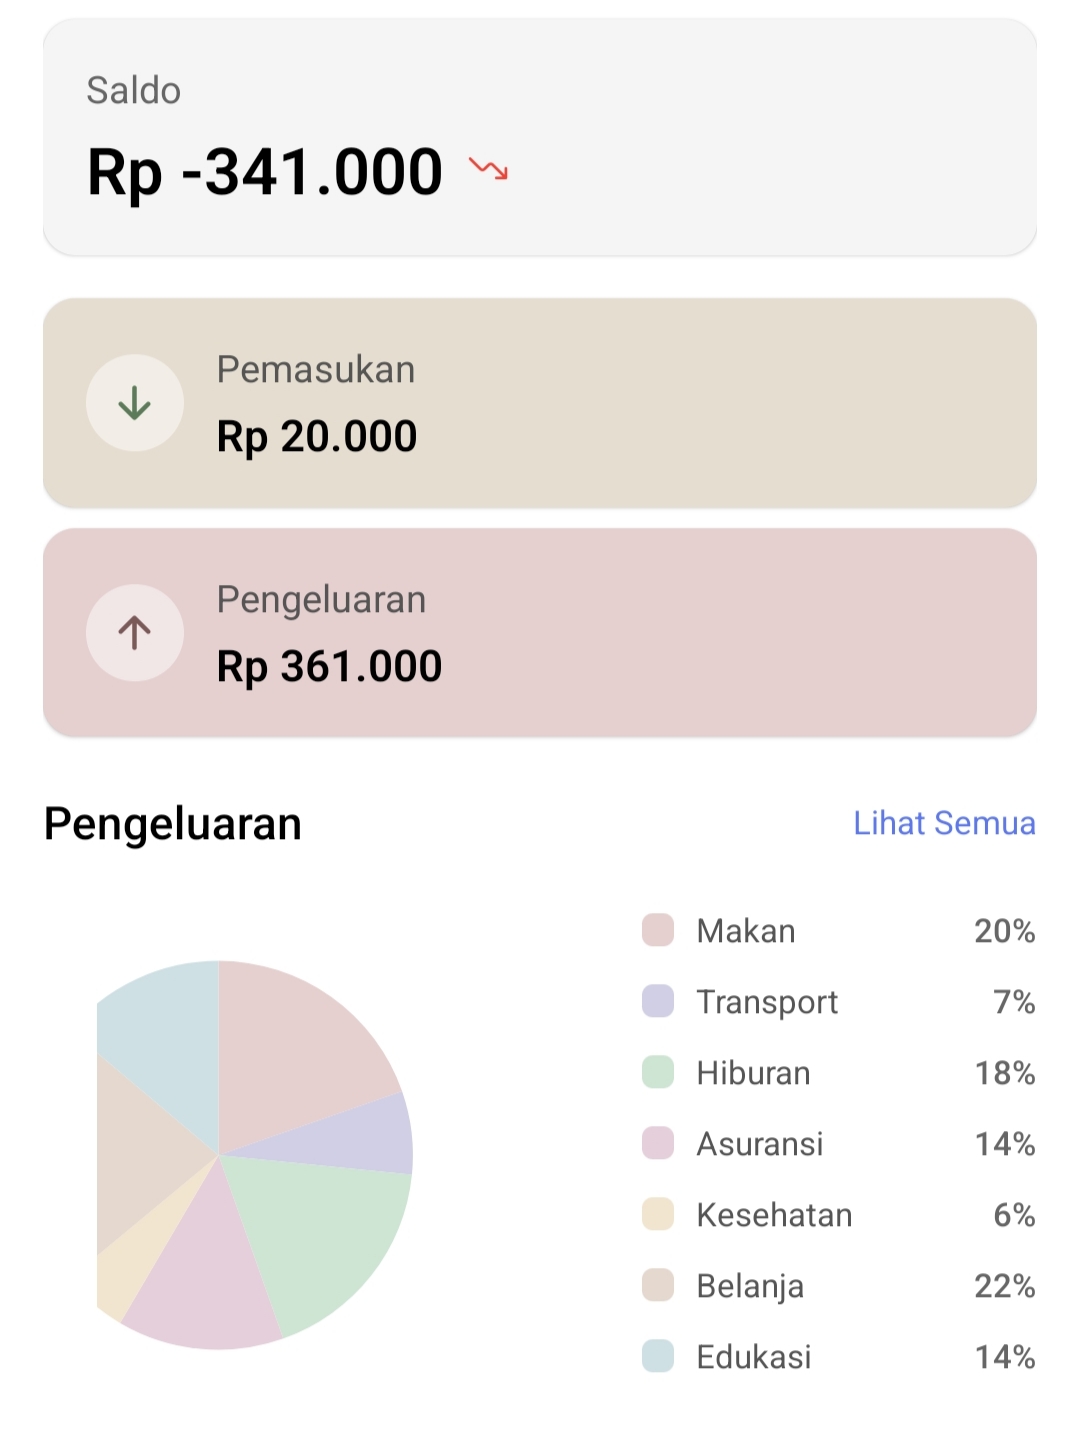 Saldo
Rp -341.000
Pemasukan
Rp 20.000
Pengeluaran
Rp 361.000
Pengeluaran
Lihat Semua
Makan 20%
Transport 7%
Hiburan 18%
Asuransi 14%
Kesehatan 6%
Belanja 22%
Edukasi 14%